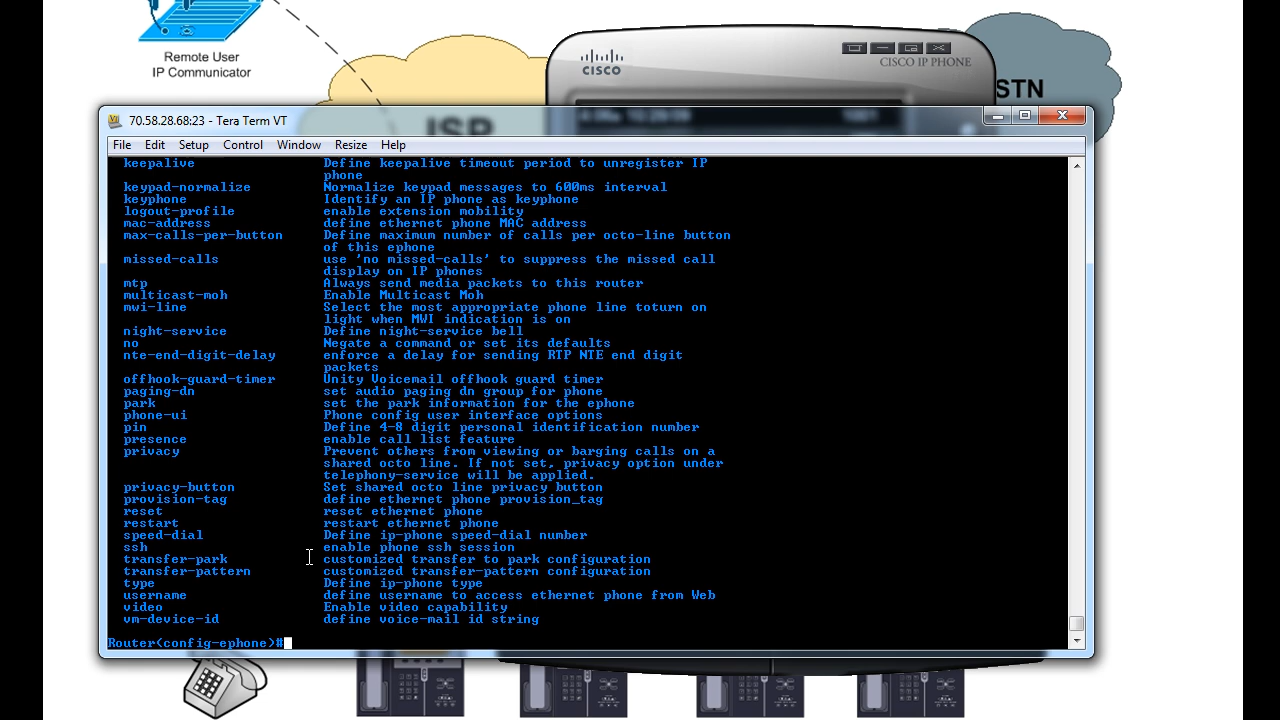 Remote User
IP Communicator
CISCO
CISCO IP PHONE
STN
ISP
70.58.28.68:23 - Tera Term VT
File Edit Setup Control Window Resize Help
keepalive Define keepalive timeout period to unregister IP
phone
keypad-normalize Normalize keypad messages to 600ms interval
keyphone Identify an IP phone as keyphone
logout-profile enable extension mobility
mac-address define ethernet phone MAC address
max-calls-per-button Define maximum number of calls per octo-line button
of this ephone
missed-calls use 'no missed-calls' to suppress the missed call
display on IP phones
mtp Always send media packets to this router
multicast-moh Enable Multicast Moh
mwi-line Select the most appropriate phone line toturn on
light when MWI indication is on
night-service Define night-service bell
no Negate a command or set its defaults
nte-end-digit-delay enforce a delay for sending RTP NTE end digit
packets
offhook-guard-timer Unity Voicemail offhook guard timer
paging-dn set audio paging dn group for phone
park set the park information for the ephone
phone-ui Phone config user interface options
pin Define 4-8 digit personal identification number
presence enable call list feature
privacy Prevent others from viewing or barging calls on a
shared octo line. If not set, privacy option under
telephony-service will be applied.
privacy-button Set shared octo line privacy button
provision-tag define ethernet phone provision_tag
reset reset ethernet phone
restart restart ethernet phone
speed-dial Define ip-phone speed-dial number
ssh enable phone ssh session
transfer-park customized transfer to park configuration
transfer-pattern customized transfer-pattern configuration
type Define ip-phone type
username define username to access ethernet phone from Web
video Enable video capability
vm-device-id define voice-mail id string
Router(config-ephone)#